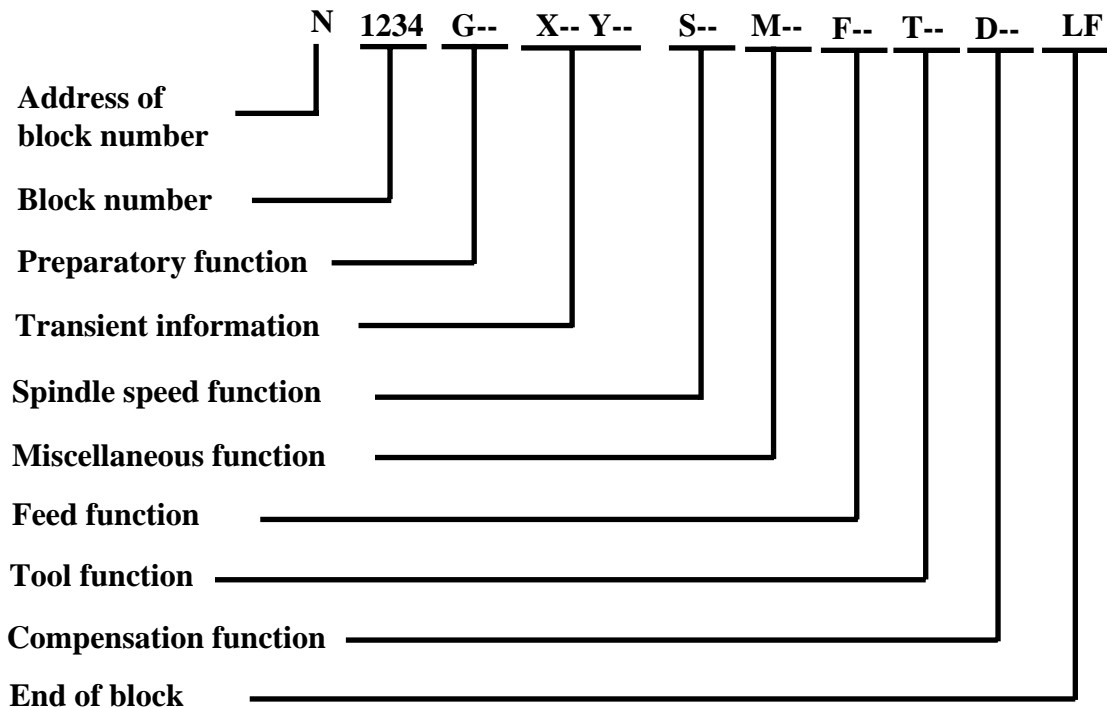 N 1234 G-- X-- Y-- S-- M-- F-- T-- D-- LF
Address of
block number
Block number
Preparatory function
Transient information
Spindle speed function
Miscellaneous function
Feed function
Tool function
Compensation function
End of block